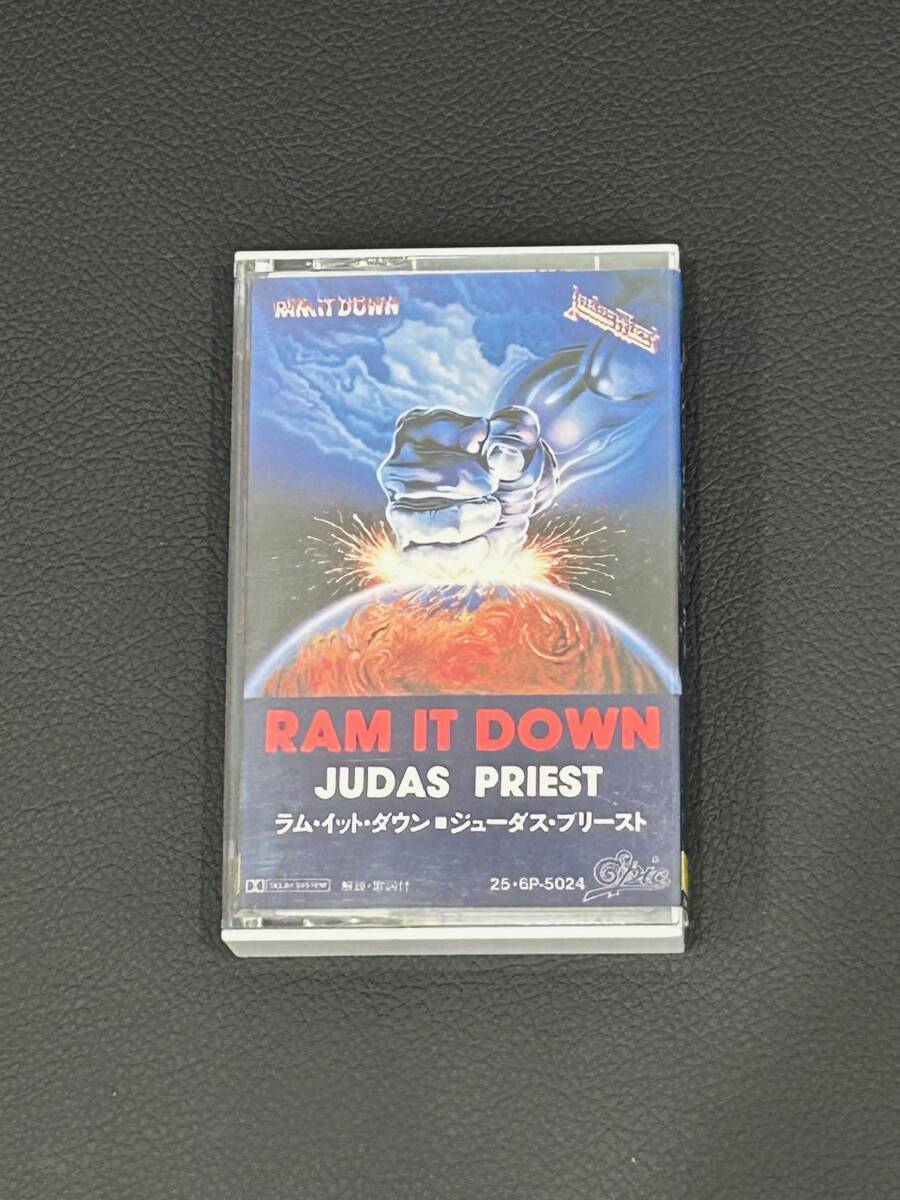 RAM IT DOWN
Judas Priest
RAM IT DOWN
JUDAS PRIEST
ラム・イット・ダウン■ジューダス・プリースト
解説・歌詞付
25・6P-5024
Epic